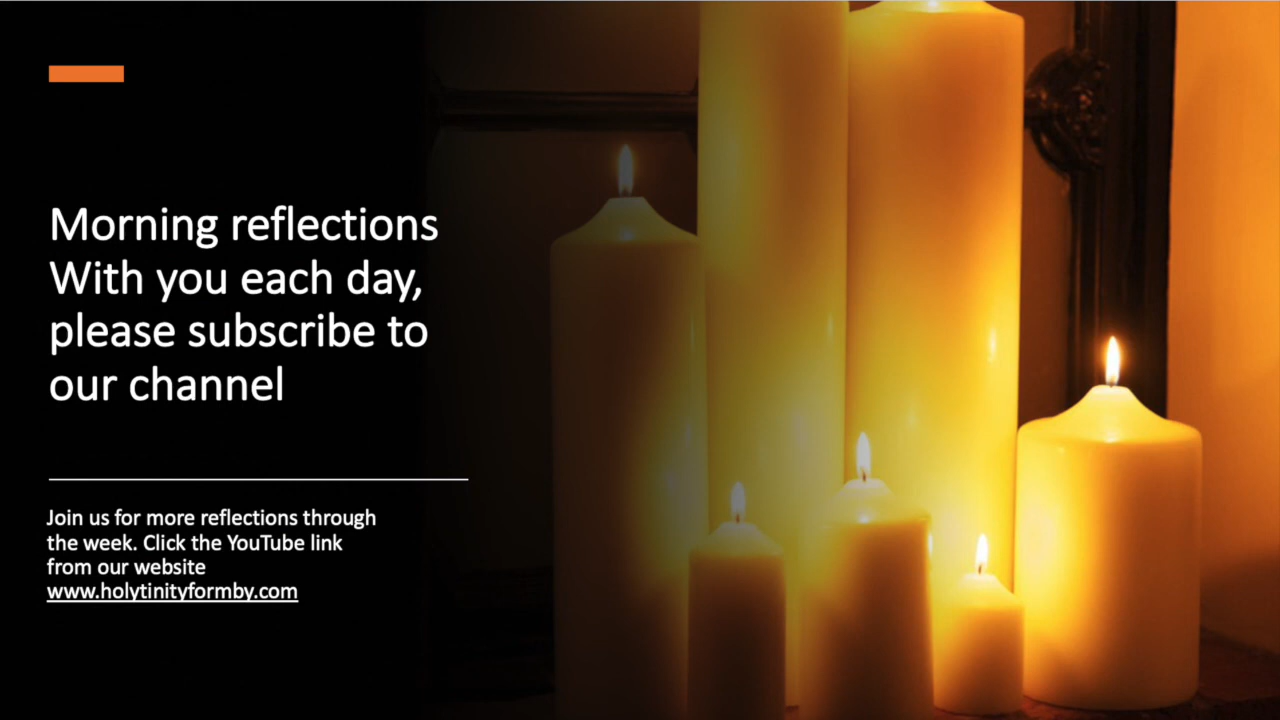 Morning reflections
With you each day,
please subscribe to
our channel
Join us for more reflections through
the week. Click the YouTube link
from our website
www.holytinityformby.com